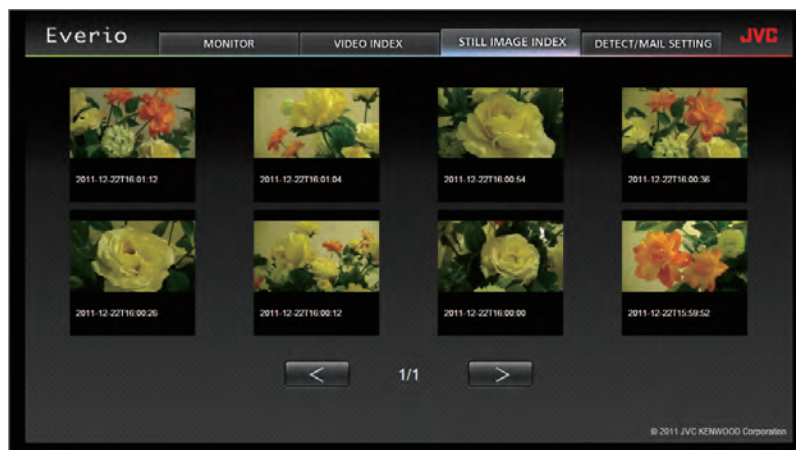 Everio
MONITOR
VIDEO INDEX
STILL IMAGE INDEX
DETECT/MAIL SETTING
JVC
2011-12-22T16:01:12
2011-12-22T16:01:04
2011-12-22T16:00:54
2011-12-22T16:00:36
2011-12-22T16:00:26
2011-12-22T16:00:12
2011-12-22T16:00:00
2011-12-22T15:59:52
<
1/1
>
© 2011 JVC KENWOOD Corporation